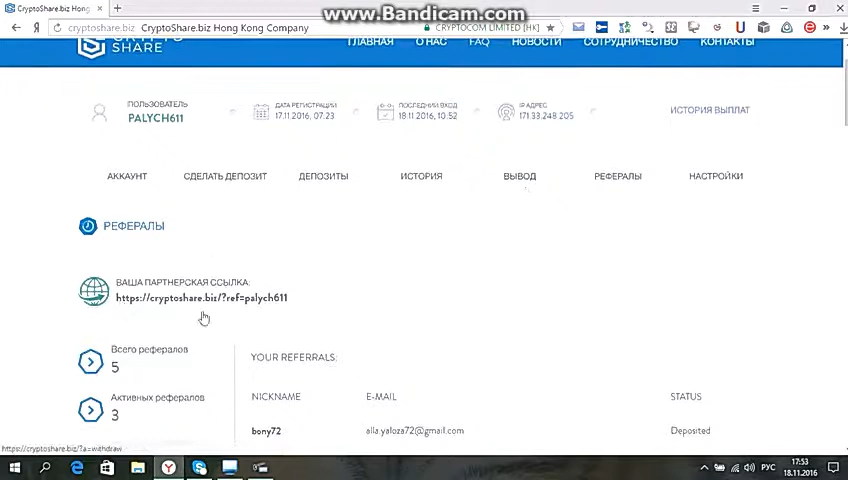 CryptoShare.biz Hong
www.Bandicam.com
cryptoshare.biz CryptoShare.biz Hong Kong Company
CRYPTOCOM LIMITED [HK]
SHARE
ГЛАВНАЯ О НАС FAQ НОВОСТИ СОТРУДНИЧЕСТВО КОНТАКТЫ
ПОЛЬЗОВАТЕЛЬ
PALYCH611
ДАТА РЕГИСТРАЦИИ
17.11.2016, 07:23
ПОСЛЕДНИЙ ВХОД
18.11.2016, 10:52
IP АДРЕС
171.33.248.205
ИСТОРИЯ ВЫПЛАТ
АККАУНТ СДЕЛАТЬ ДЕПОЗИТ ДЕПОЗИТЫ ИСТОРИЯ ВЫВОД РЕФЕРАЛЫ НАСТРОЙКИ
РЕФЕРАЛЫ
ВАША ПАРТНЕРСКАЯ ССЫЛКА:
https://cryptoshare.biz/?ref=palych611
Всего рефералов
5
Активных рефералов
3
YOUR REFERRALS:
NICKNAME E-MAIL STATUS
bony72 alla.yaloza72@gmail.com Deposited
https://cryptoshare.biz/?a=withdraw
РУС
17:53
18.11.2016